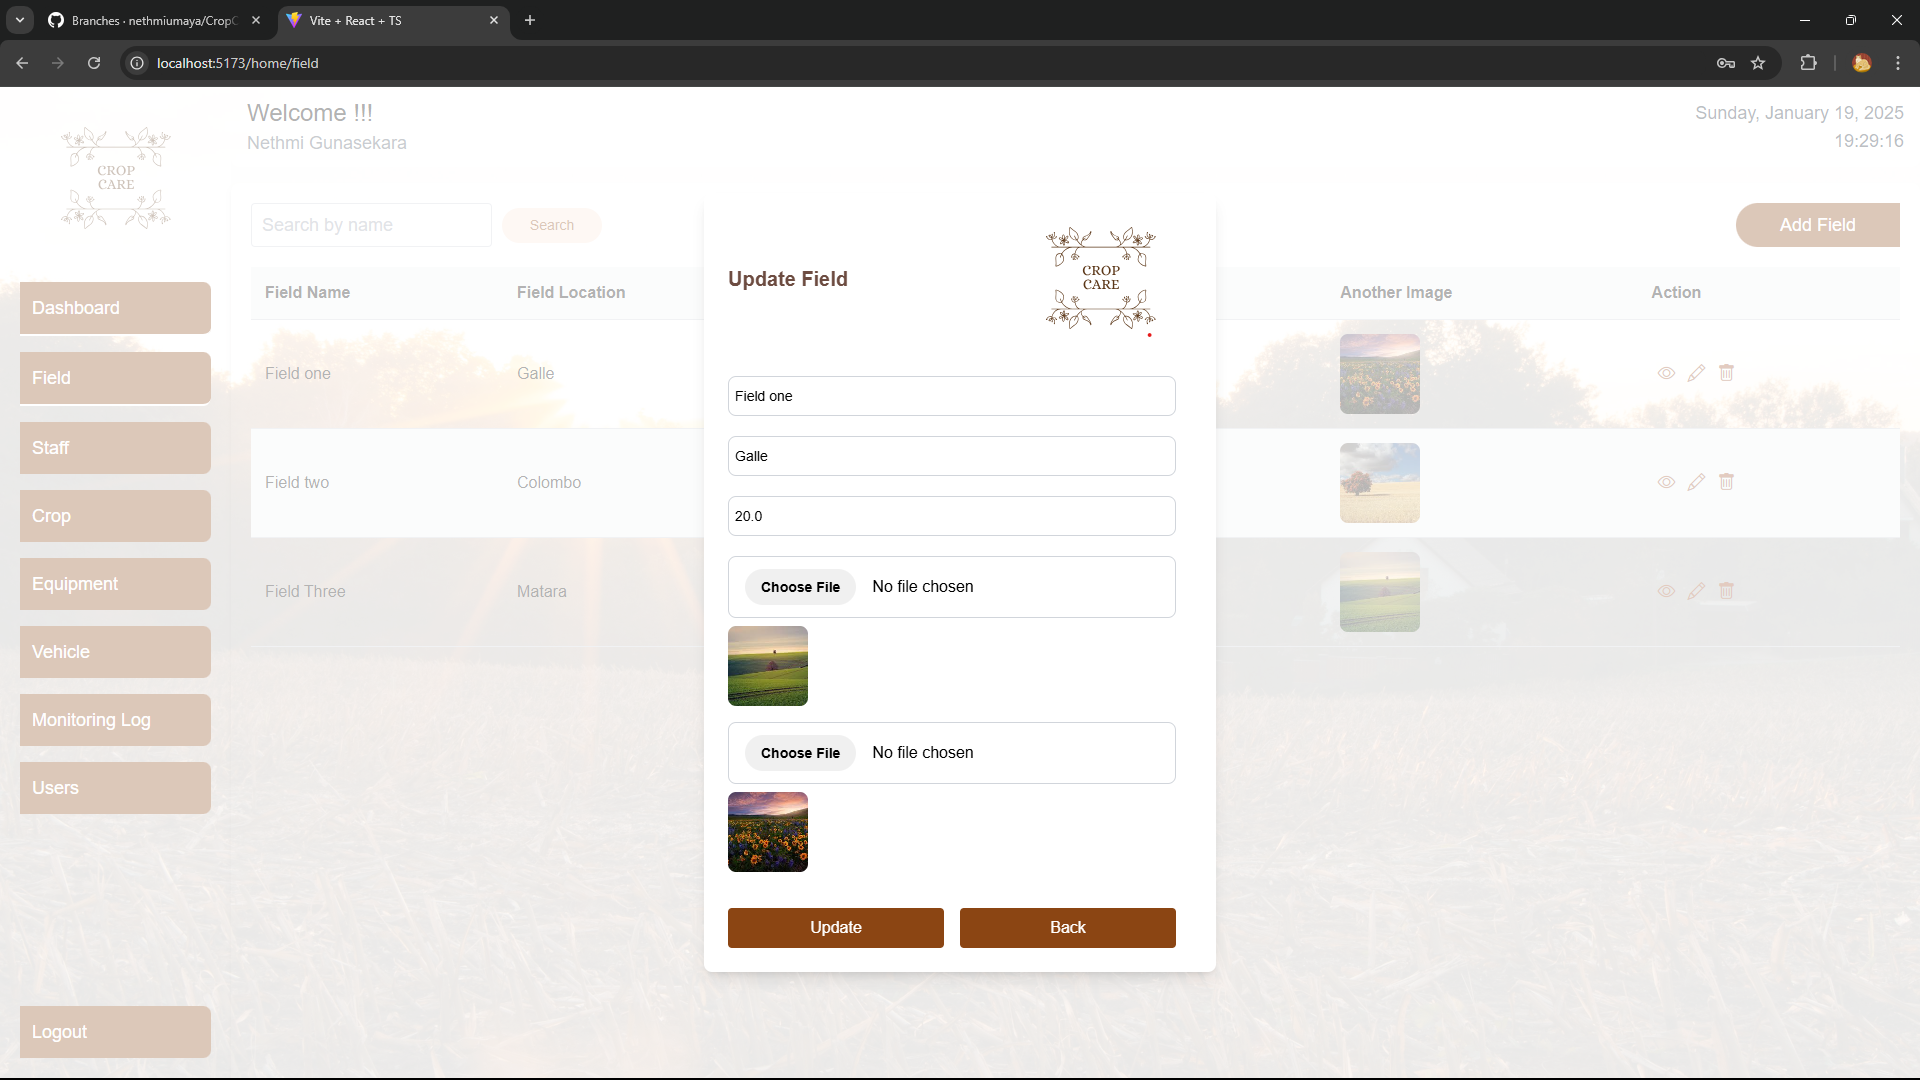 Branches · nethmiumaya/CropC
Vite + React + TS
localhost:5173/home/field
CROP
CARE
Welcome !!!
Nethmi Gunasekara
Sunday, January 19, 2025
19:29:16
Dashboard
Field
Staff
Crop
Equipment
Vehicle
Monitoring Log
Users
Logout
Search by name
Search
Add Field
Field Name
Field Location
Another Image
Action
Field one
Galle
Field two
Colombo
Field Three
Matara
Update Field
CROP
CARE
Field one
Galle
20.0
Choose File No file chosen
Choose File No file chosen
Update
Back